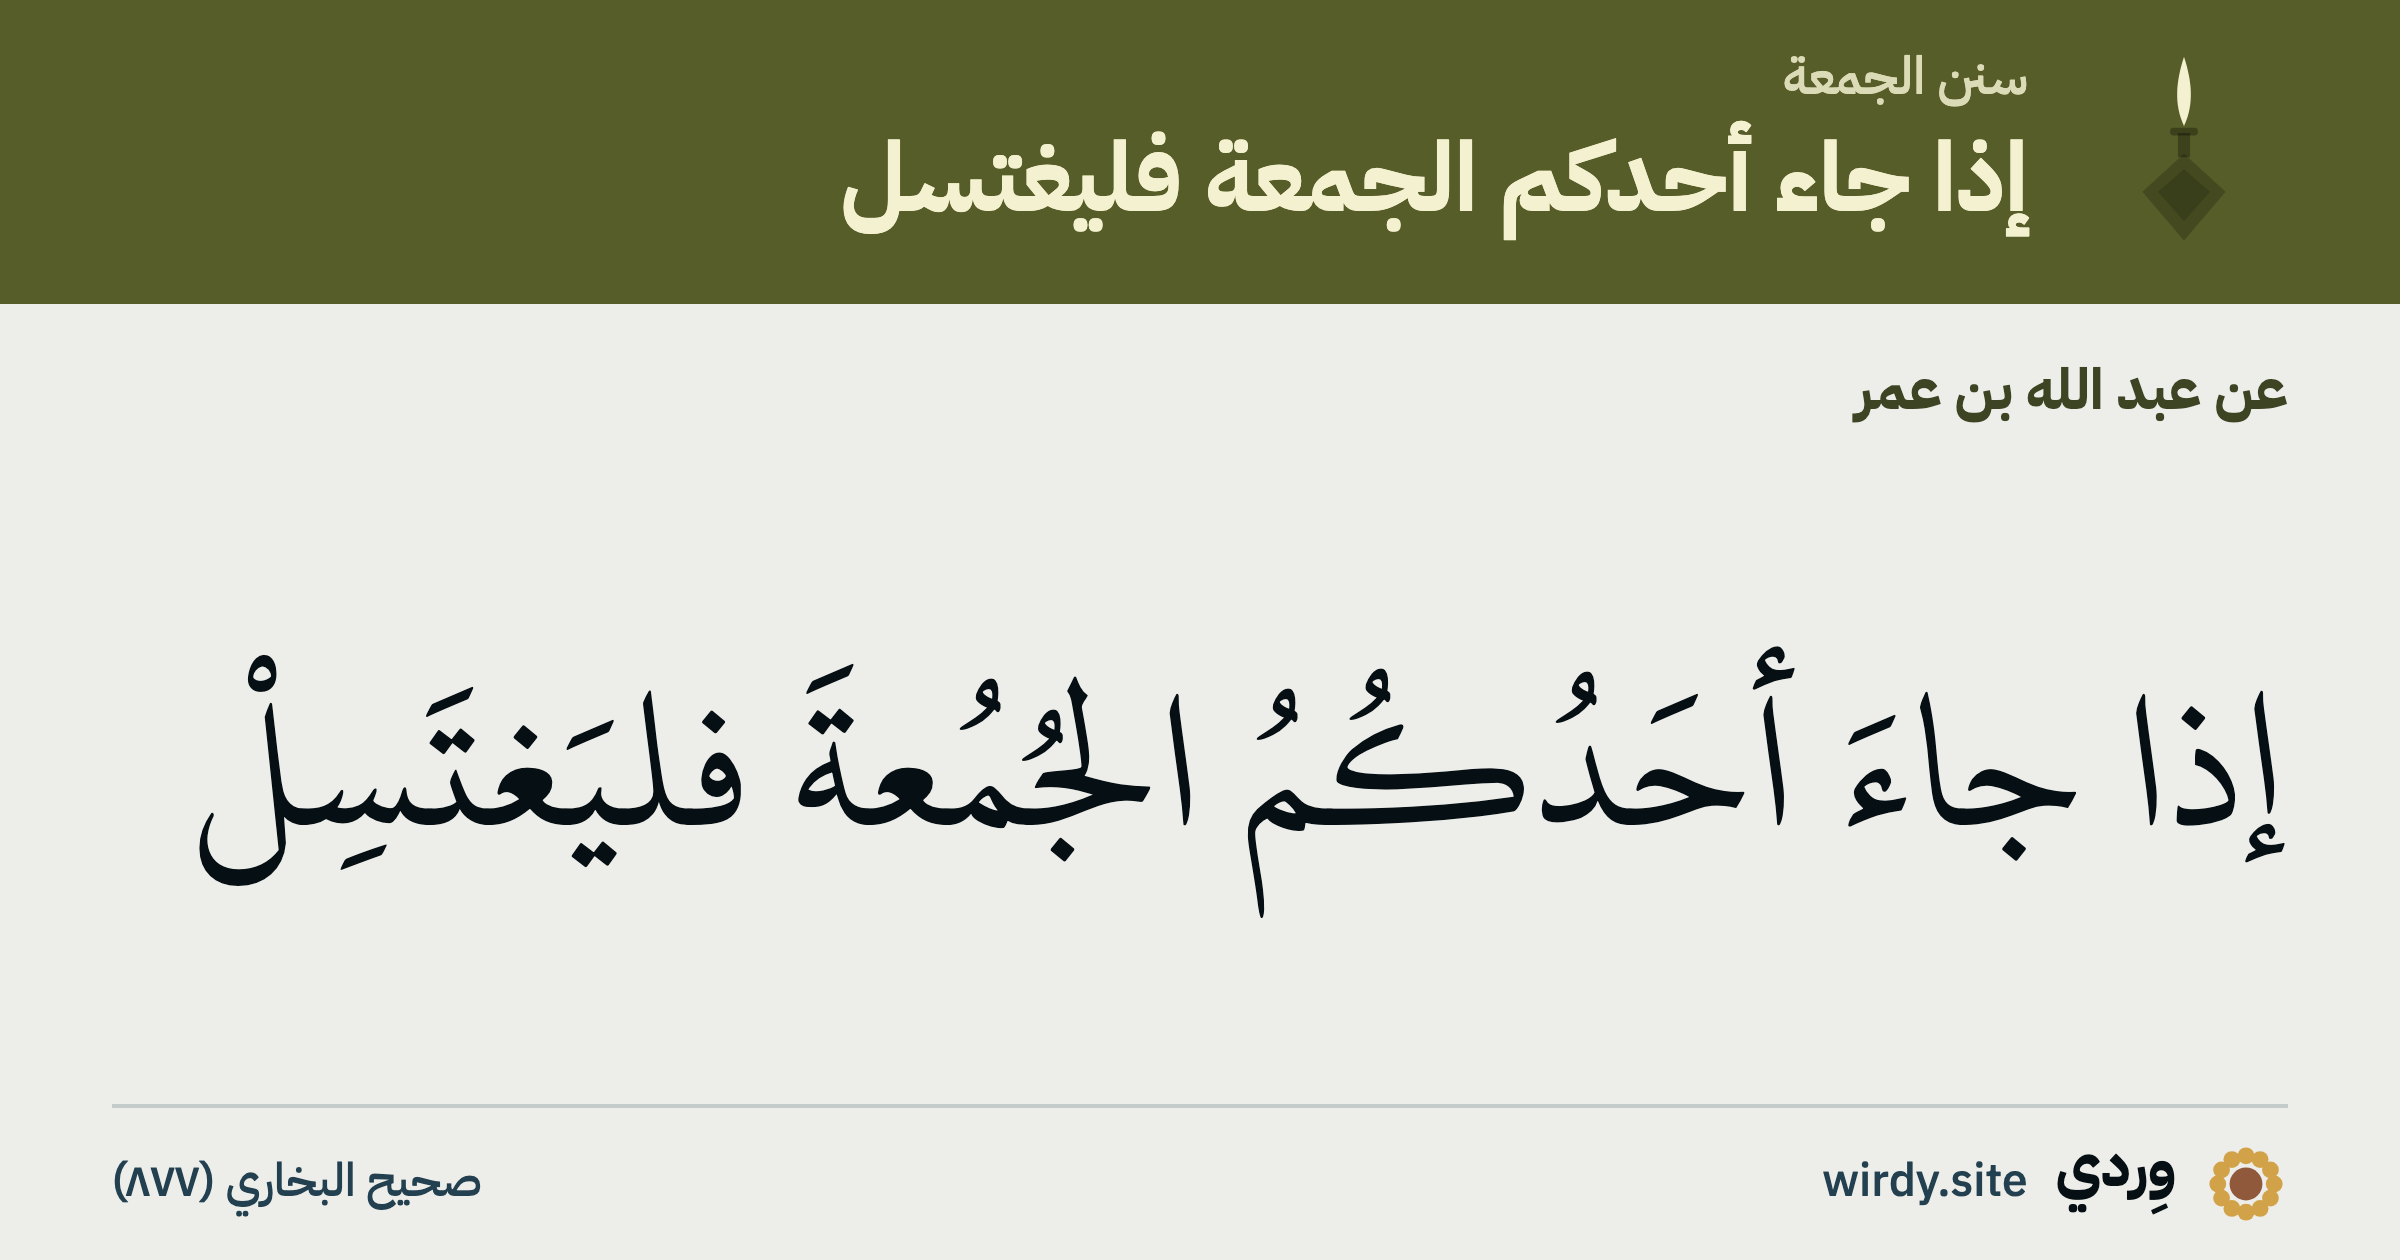 سنن الجمعة
إذا جاء أحدكم الجمعة فليغتسل
عن عبد الله بن عمر
إذا جاءَ أحَدُكُمُ الجُمُعةَ فليَغتَسِلْ
وِردي wirdy.site
صحيح البخاري (٨٧٧)